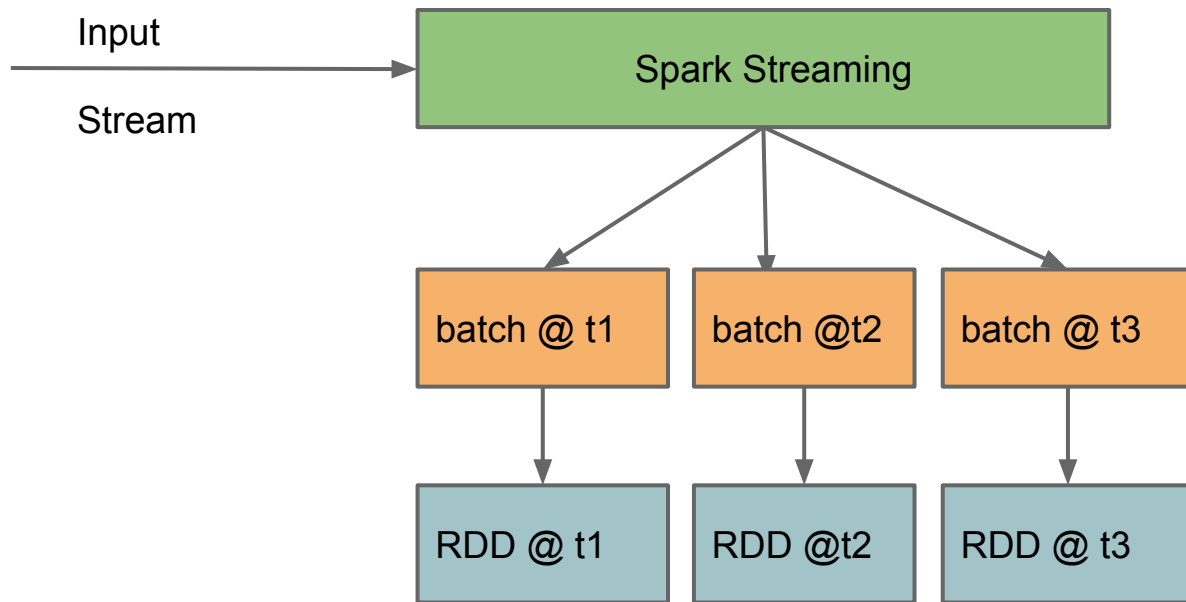 Input
Stream
Spark Streaming
batch @ t1
batch @t2
batch @ t3
RDD @ t1
RDD @t2
RDD @ t3